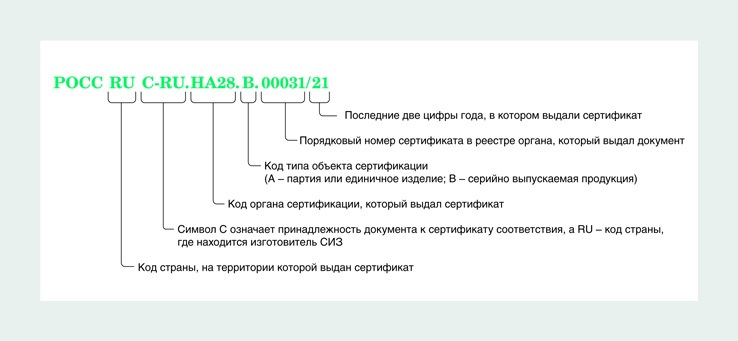 РОСС RU С-RU.НА28.В.00031/21
Последние две цифры года, в котором выдали сертификат
Порядковый номер сертификата в реестре органа, который выдал документ
Код типа объекта сертификации
(А – партия или единичное изделие; В – серийно выпускаемая продукция)
Код органа сертификации, который выдал сертификат
Символ С означает принадлежность документа к сертификату соответствия, а RU – код страны,
где находится изготовитель СИЗ
Код страны, на территории которой выдан сертификат